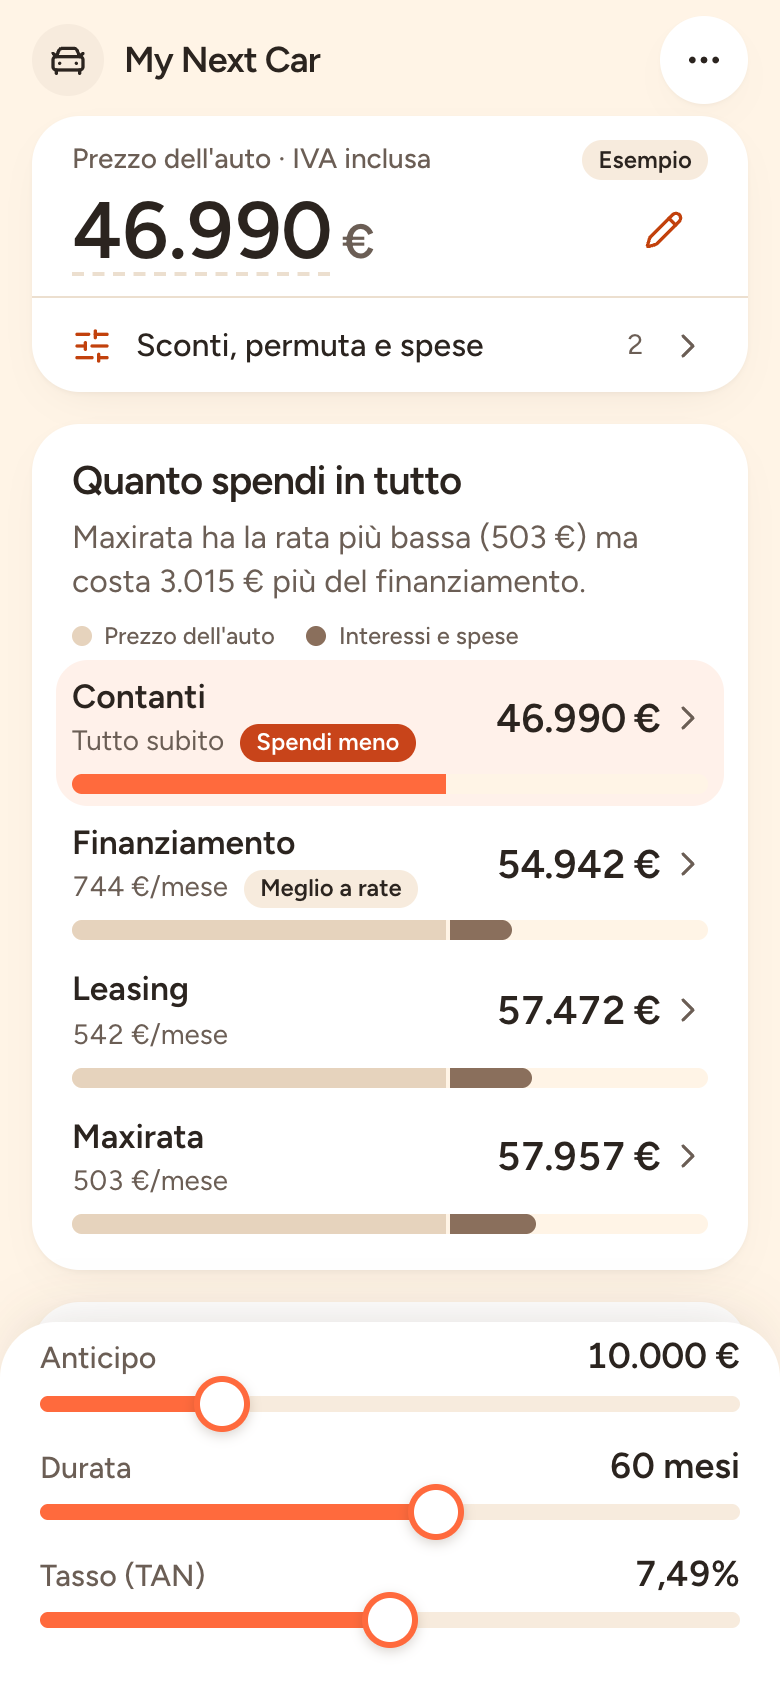 My Next Car
Prezzo dell'auto · IVA inclusa
Esempio
46.990 €
Sconti, permuta e spese
2
Quanto spendi in tutto
Maxirata ha la rata più bassa (503 €) ma
costa 3.015 € più del finanziamento.
Prezzo dell'auto
Interessi e spese
Contanti
46.990 €
Tutto subito
Spendi meno
Finanziamento
54.942 €
744 €/mese
Meglio a rate
Leasing
57.472 €
542 €/mese
Maxirata
57.957 €
503 €/mese
Anticipo
10.000 €
Durata
60 mesi
Tasso (TAN)
7,49%